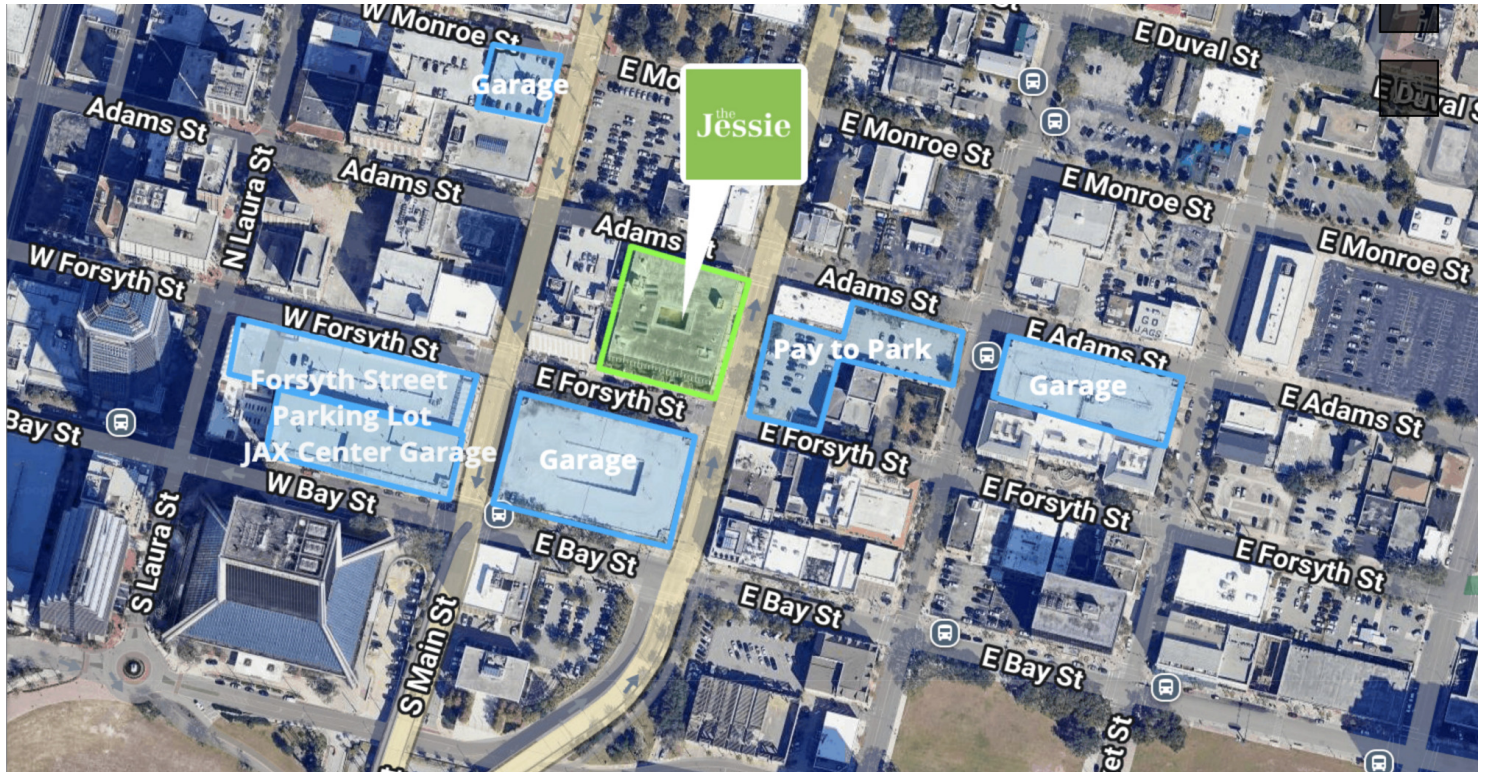 W Monroe St
E Duval St
Garage
E Mo
E Duval S
the
Jessie
Adams St
E Monroe St
Adams St
E Monroe St
N Laura St
Adams St
E Monroe St
W Forsyth St
Adams St
W Forsyth St
GO
JAGS
E Adams St
Pay to Park
Forsyth Street
Parking Lot
JAX Center Garage
E Forsyth St
Garage
E Adams St
Bay St
E Forsyth St
Garage
W Bay St
E Forsyth St
S Laura St
E Bay St
E Forsyth St
S Main St
E Bay St
E Bay St
et St